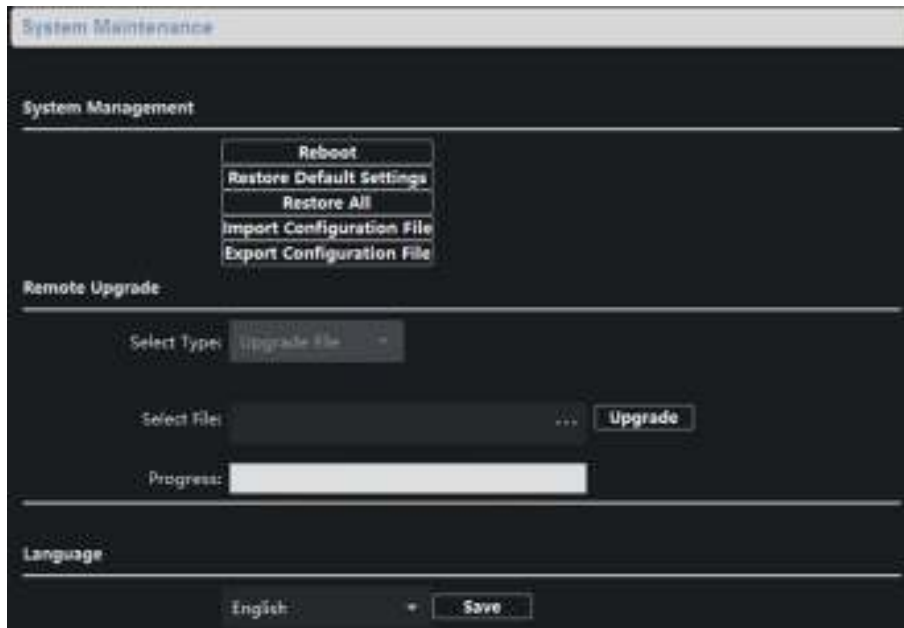 System Maintenance
System Management
Reboot
Restore Default Settings
Restore All
Import Configuration File
Export Configuration File
Remote Upgrade
Select Type: Upgrade File
Select File: ... Upgrade
Progress:
Language
English Save